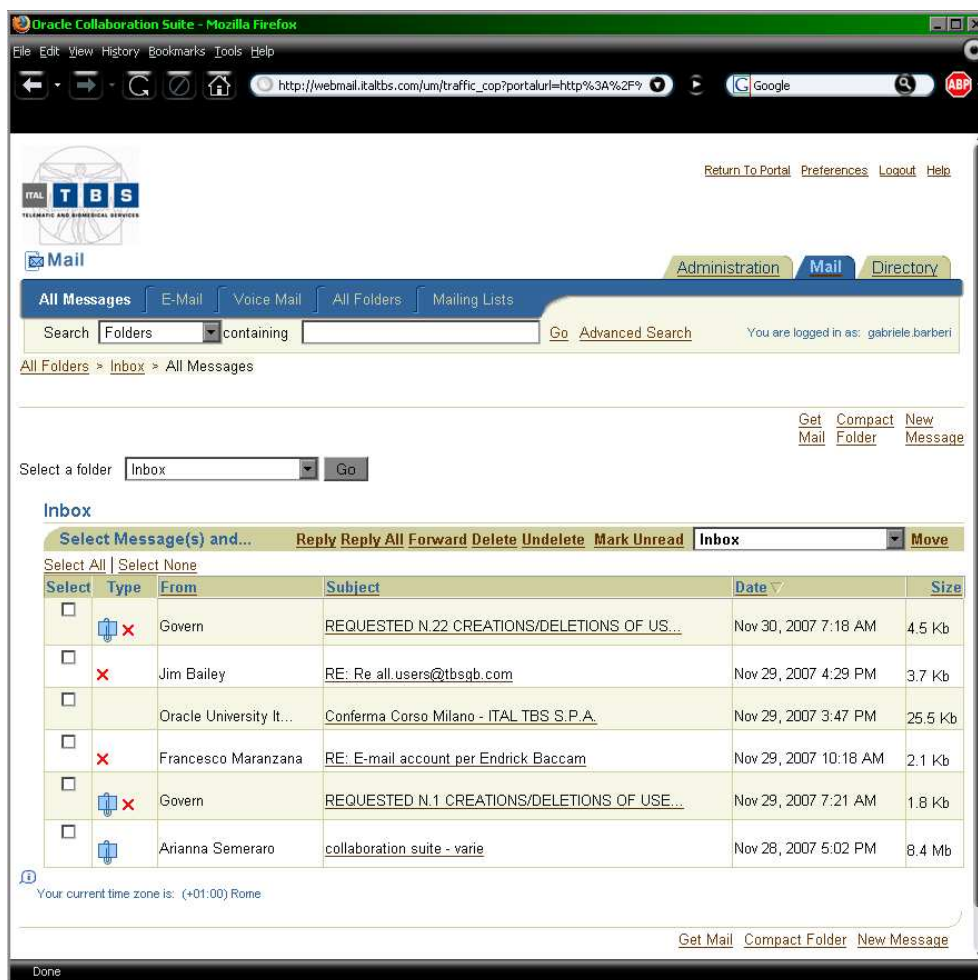 Oracle Collaboration Suite - Mozilla Firefox
File Edit View History Bookmarks Tools Help
http://webmail.italtbs.com/um/traffic_cop?portalurl=http%3A%2F% G Google ABP
Return To Portal Preferences Logout Help
ITAL TBS
TELEMATIC AND BIOMEDICAL SERVICES
Mail
Administration Mail Directory
All Messages E-Mail Voice Mail All Folders Mailing Lists
Search Folders containing Go Advanced Search You are logged in as: gabriele.barberi
All Folders > Inbox > All Messages
Get Mail Compact Folder New Message
Select a folder Inbox Go
Inbox
Select Message(s) and... Reply Reply All Forward Delete Undelete Mark Unread Inbox Move
Select All | Select None
Select Type From Subject Date Size
Govern REQUESTED N.22 CREATIONS/DELETIONS OF US... Nov 30, 2007 7:18 AM 4.5 Kb
Jim Bailey RE: Re all.users@tbsgb.com Nov 29, 2007 4:29 PM 3.7 Kb
Oracle University It... Conferma Corso Milano - ITAL TBS S.P.A. Nov 29, 2007 3:47 PM 25.5 Kb
Francesco Maranzana RE: E-mail account per Endrick Baccam Nov 29, 2007 10:18 AM 2.1 Kb
Govern REQUESTED N.1 CREATIONS/DELETIONS OF USE... Nov 29, 2007 7:21 AM 1.8 Kb
Arianna Semeraro collaboration suite - varie Nov 28, 2007 5:02 PM 8.4 Mb
Your current time zone is: (+01:00) Rome
Get Mail Compact Folder New Message
Done